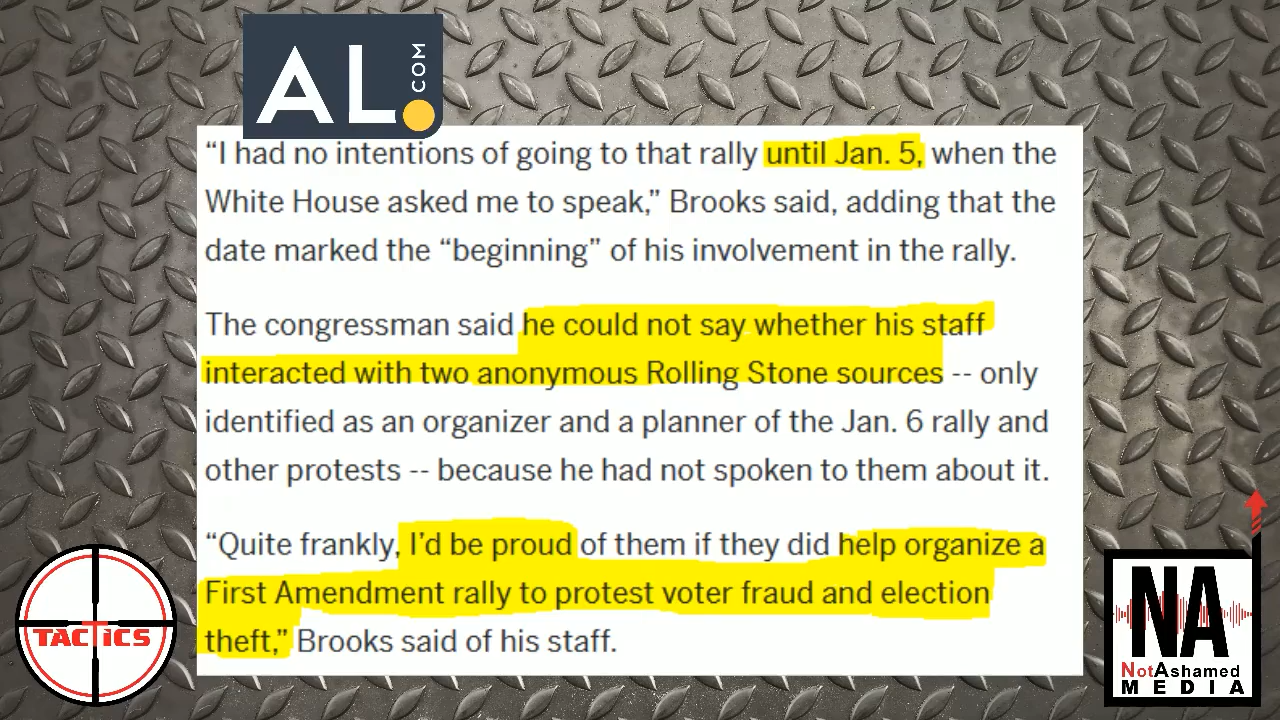 AL.COM
“I had no intentions of going to that rally until Jan. 5, when the
White House asked me to speak,” Brooks said, adding that the
date marked the “beginning” of his involvement in the rally.
The congressman said he could not say whether his staff
interacted with two anonymous Rolling Stone sources -- only
identified as an organizer and a planner of the Jan. 6 rally and
other protests -- because he had not spoken to them about it.
“Quite frankly, I’d be proud of them if they did help organize a
First Amendment rally to protest voter fraud and election
theft,” Brooks said of his staff.
TACTICS
NA
NotAshamed
MEDIA